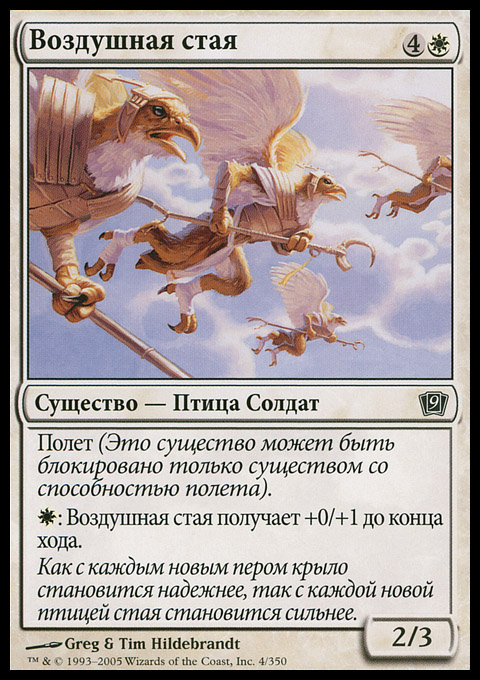 Воздушная стая 4
Существо — Птица Солдат 9
Полет (Это существо может быть
блокировано только существом со
способностью полета).
: Воздушная стая получает +0/+1 до конца
хода.
Как с каждым новым пером крыло
становится надежнее, так с каждой новой
птицей стая становится сильнее.
Greg & Tim Hildebrandt
2/3
™ & © 1993–2005 Wizards of the Coast, Inc. 4/350